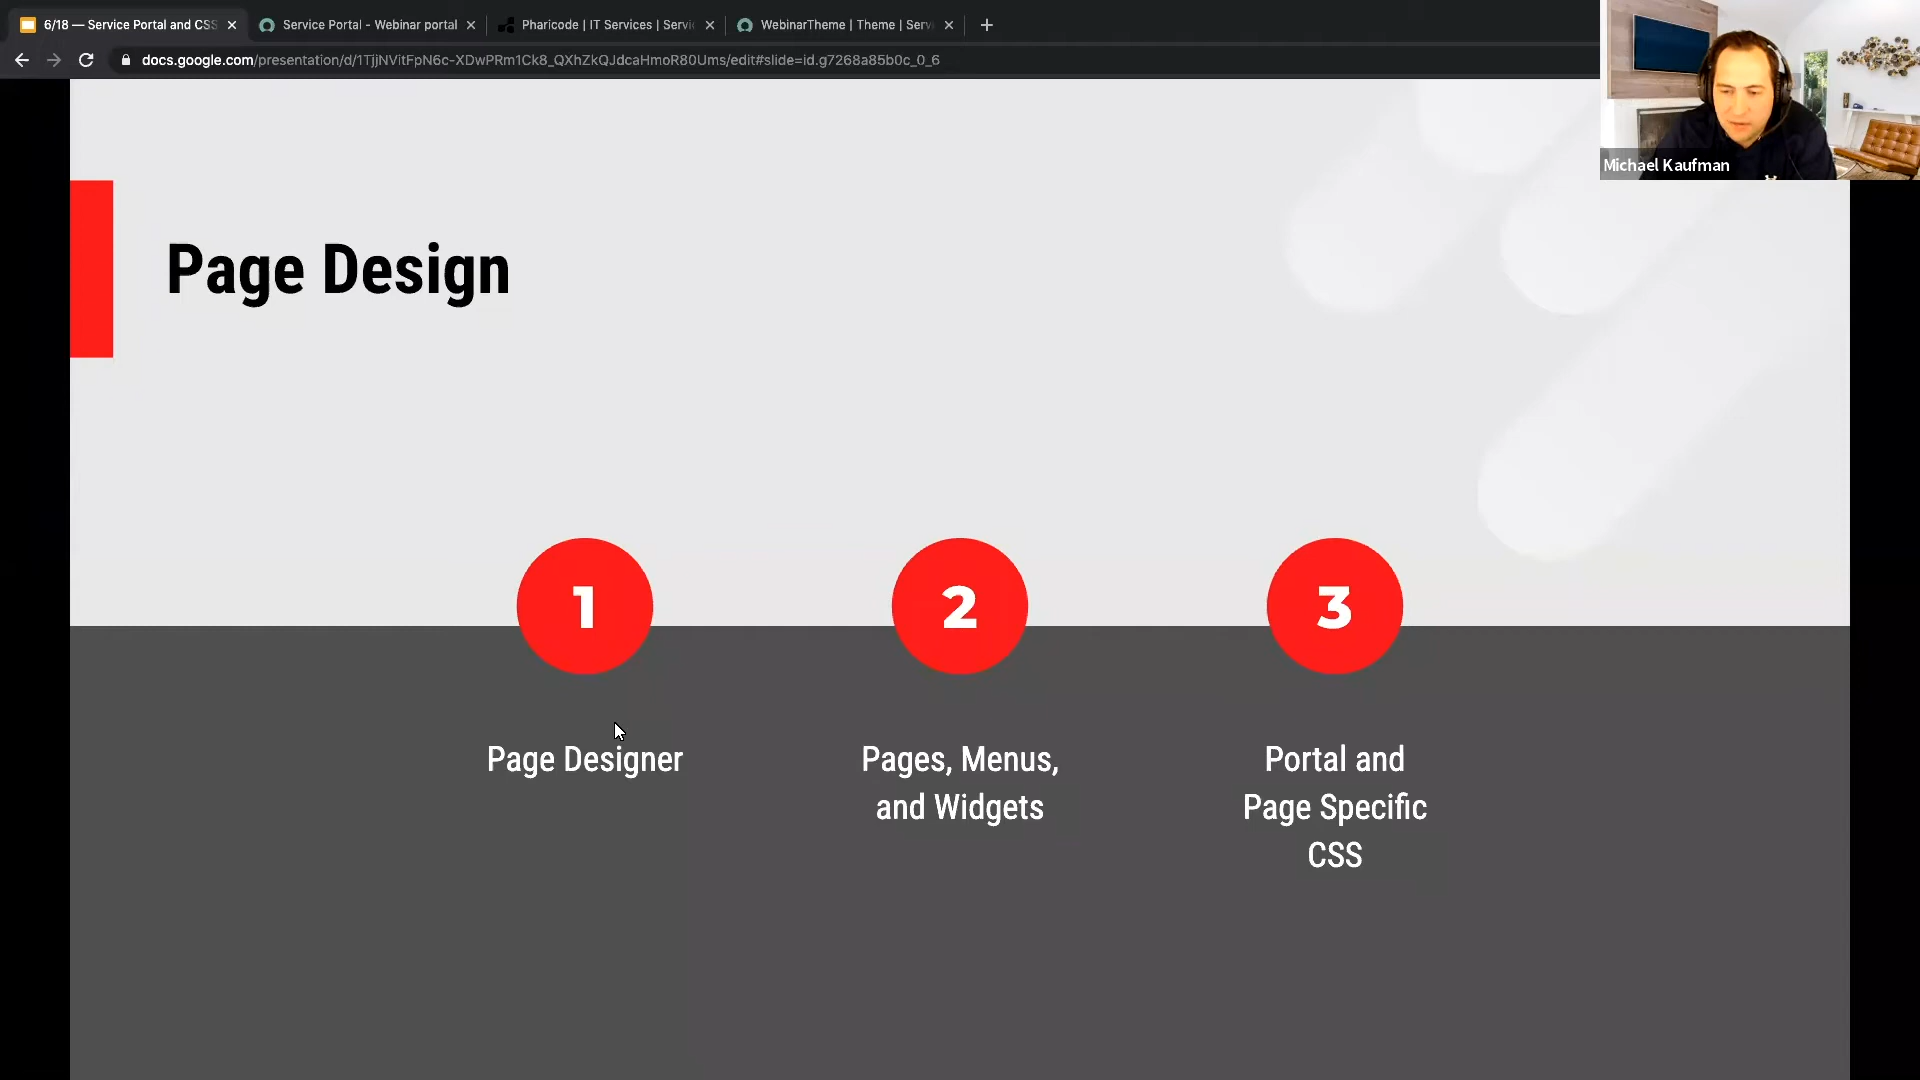 6/18 — Service Portal and CSS
Service Portal - Webinar portal
Pharicode | IT Services | Servi
WebinarTheme | Theme | Serv
docs.google.com/presentation/d/1TjjNVitFpN6c-XDwPRm1Ck8_QXhZkQJdcaHmoR80Ums/edit#slide=id.g7268a85b0c_0_6
Michael Kaufman
Page Design
1
2
3
Page Designer
Pages, Menus,
and Widgets
Portal and
Page Specific
CSS